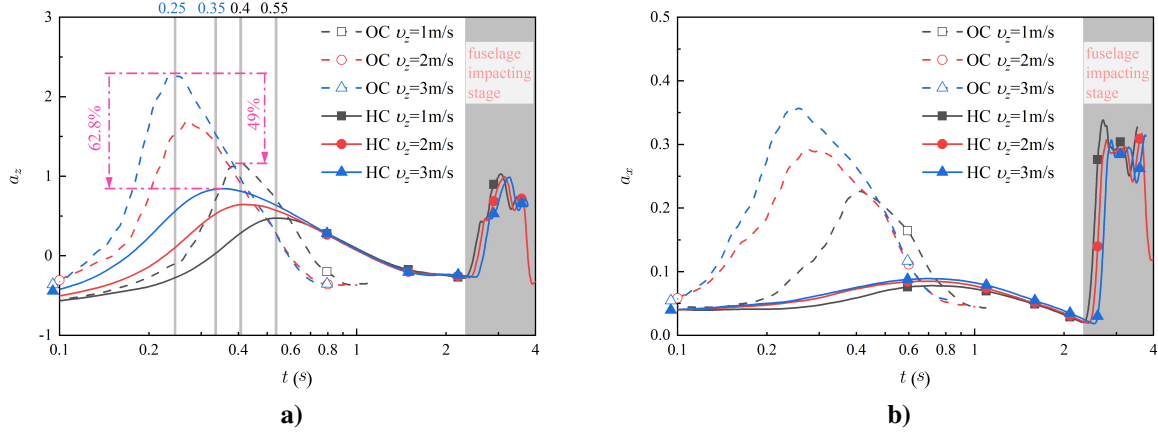 0.25 0.35 0.4 0.55
3
2
1
0
-1
a_z
62.8%
49%
OC υ_z=1m/s
OC υ_z=2m/s
OC υ_z=3m/s
HC υ_z=1m/s
HC υ_z=2m/s
HC υ_z=3m/s
fuselage
impacting
stage
0.1 0.2 0.4 0.6 0.8 1 2 4
t (s)
a)
0.5
0.4
0.3
0.2
0.1
0.0
a_x
OC υ_z=1m/s
OC υ_z=2m/s
OC υ_z=3m/s
HC υ_z=1m/s
HC υ_z=2m/s
HC υ_z=3m/s
fuselage
impacting
stage
0.1 0.2 0.4 0.6 0.8 1 2 4
t (s)
b)